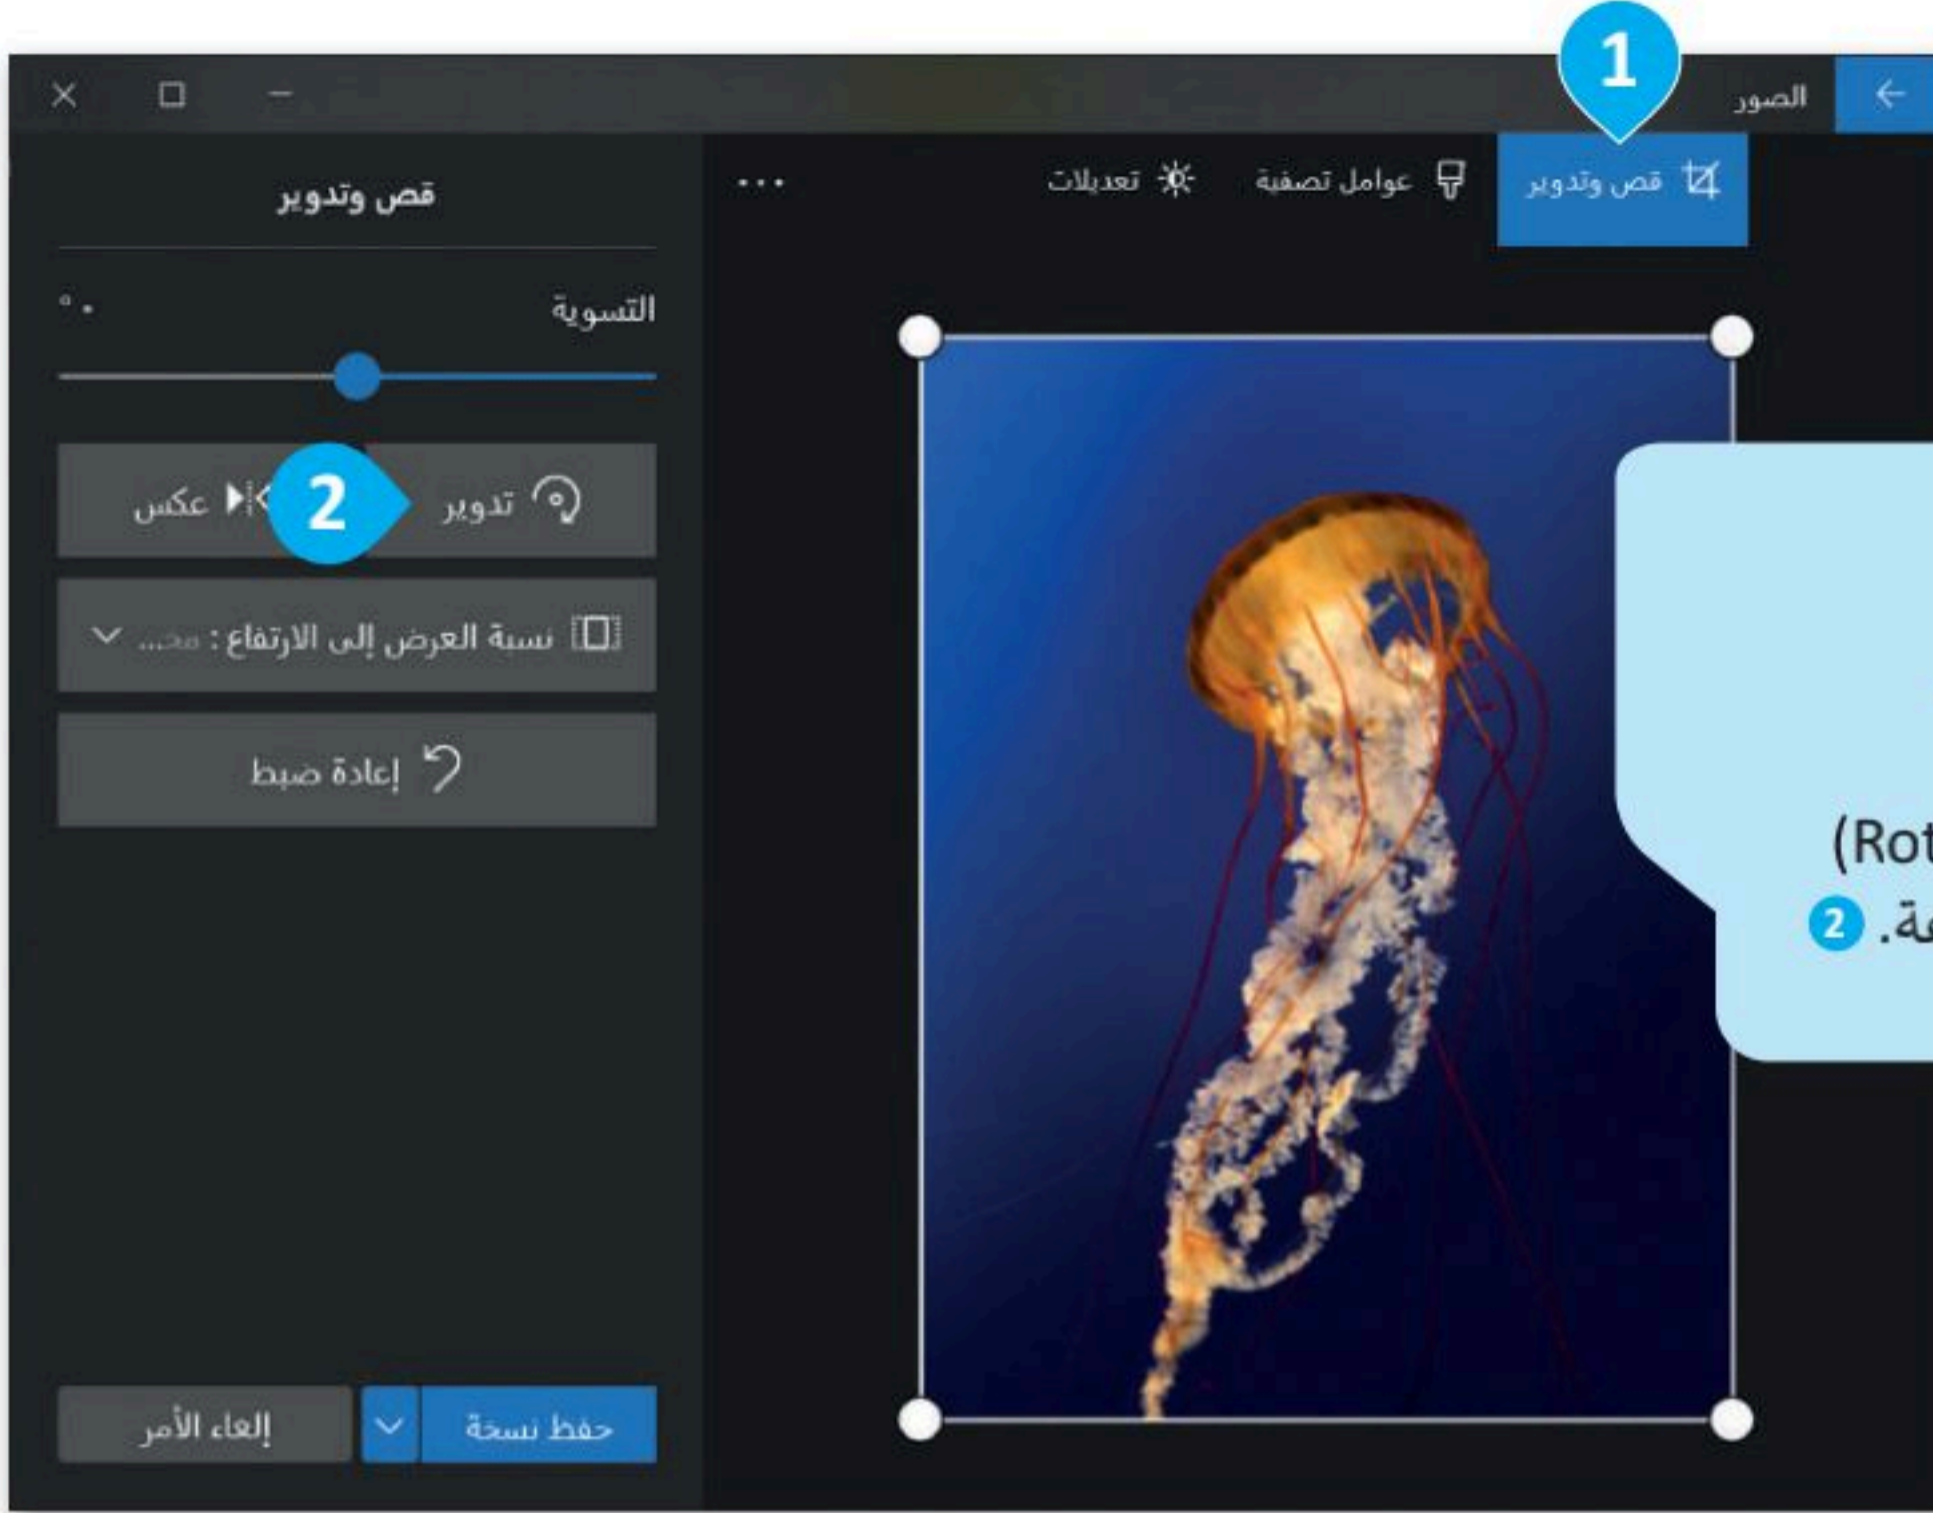 1
الصور
قص وتدوير
عوامل تصفية
تعديلات
...
قص وتدوير
التسوية
٠°
تدوير
2
عكس
نسبة العرض إلى الارتفاع : مخ...
إعادة ضبط
حفظ نسخة
إلغاء الأمر
(Rot
2